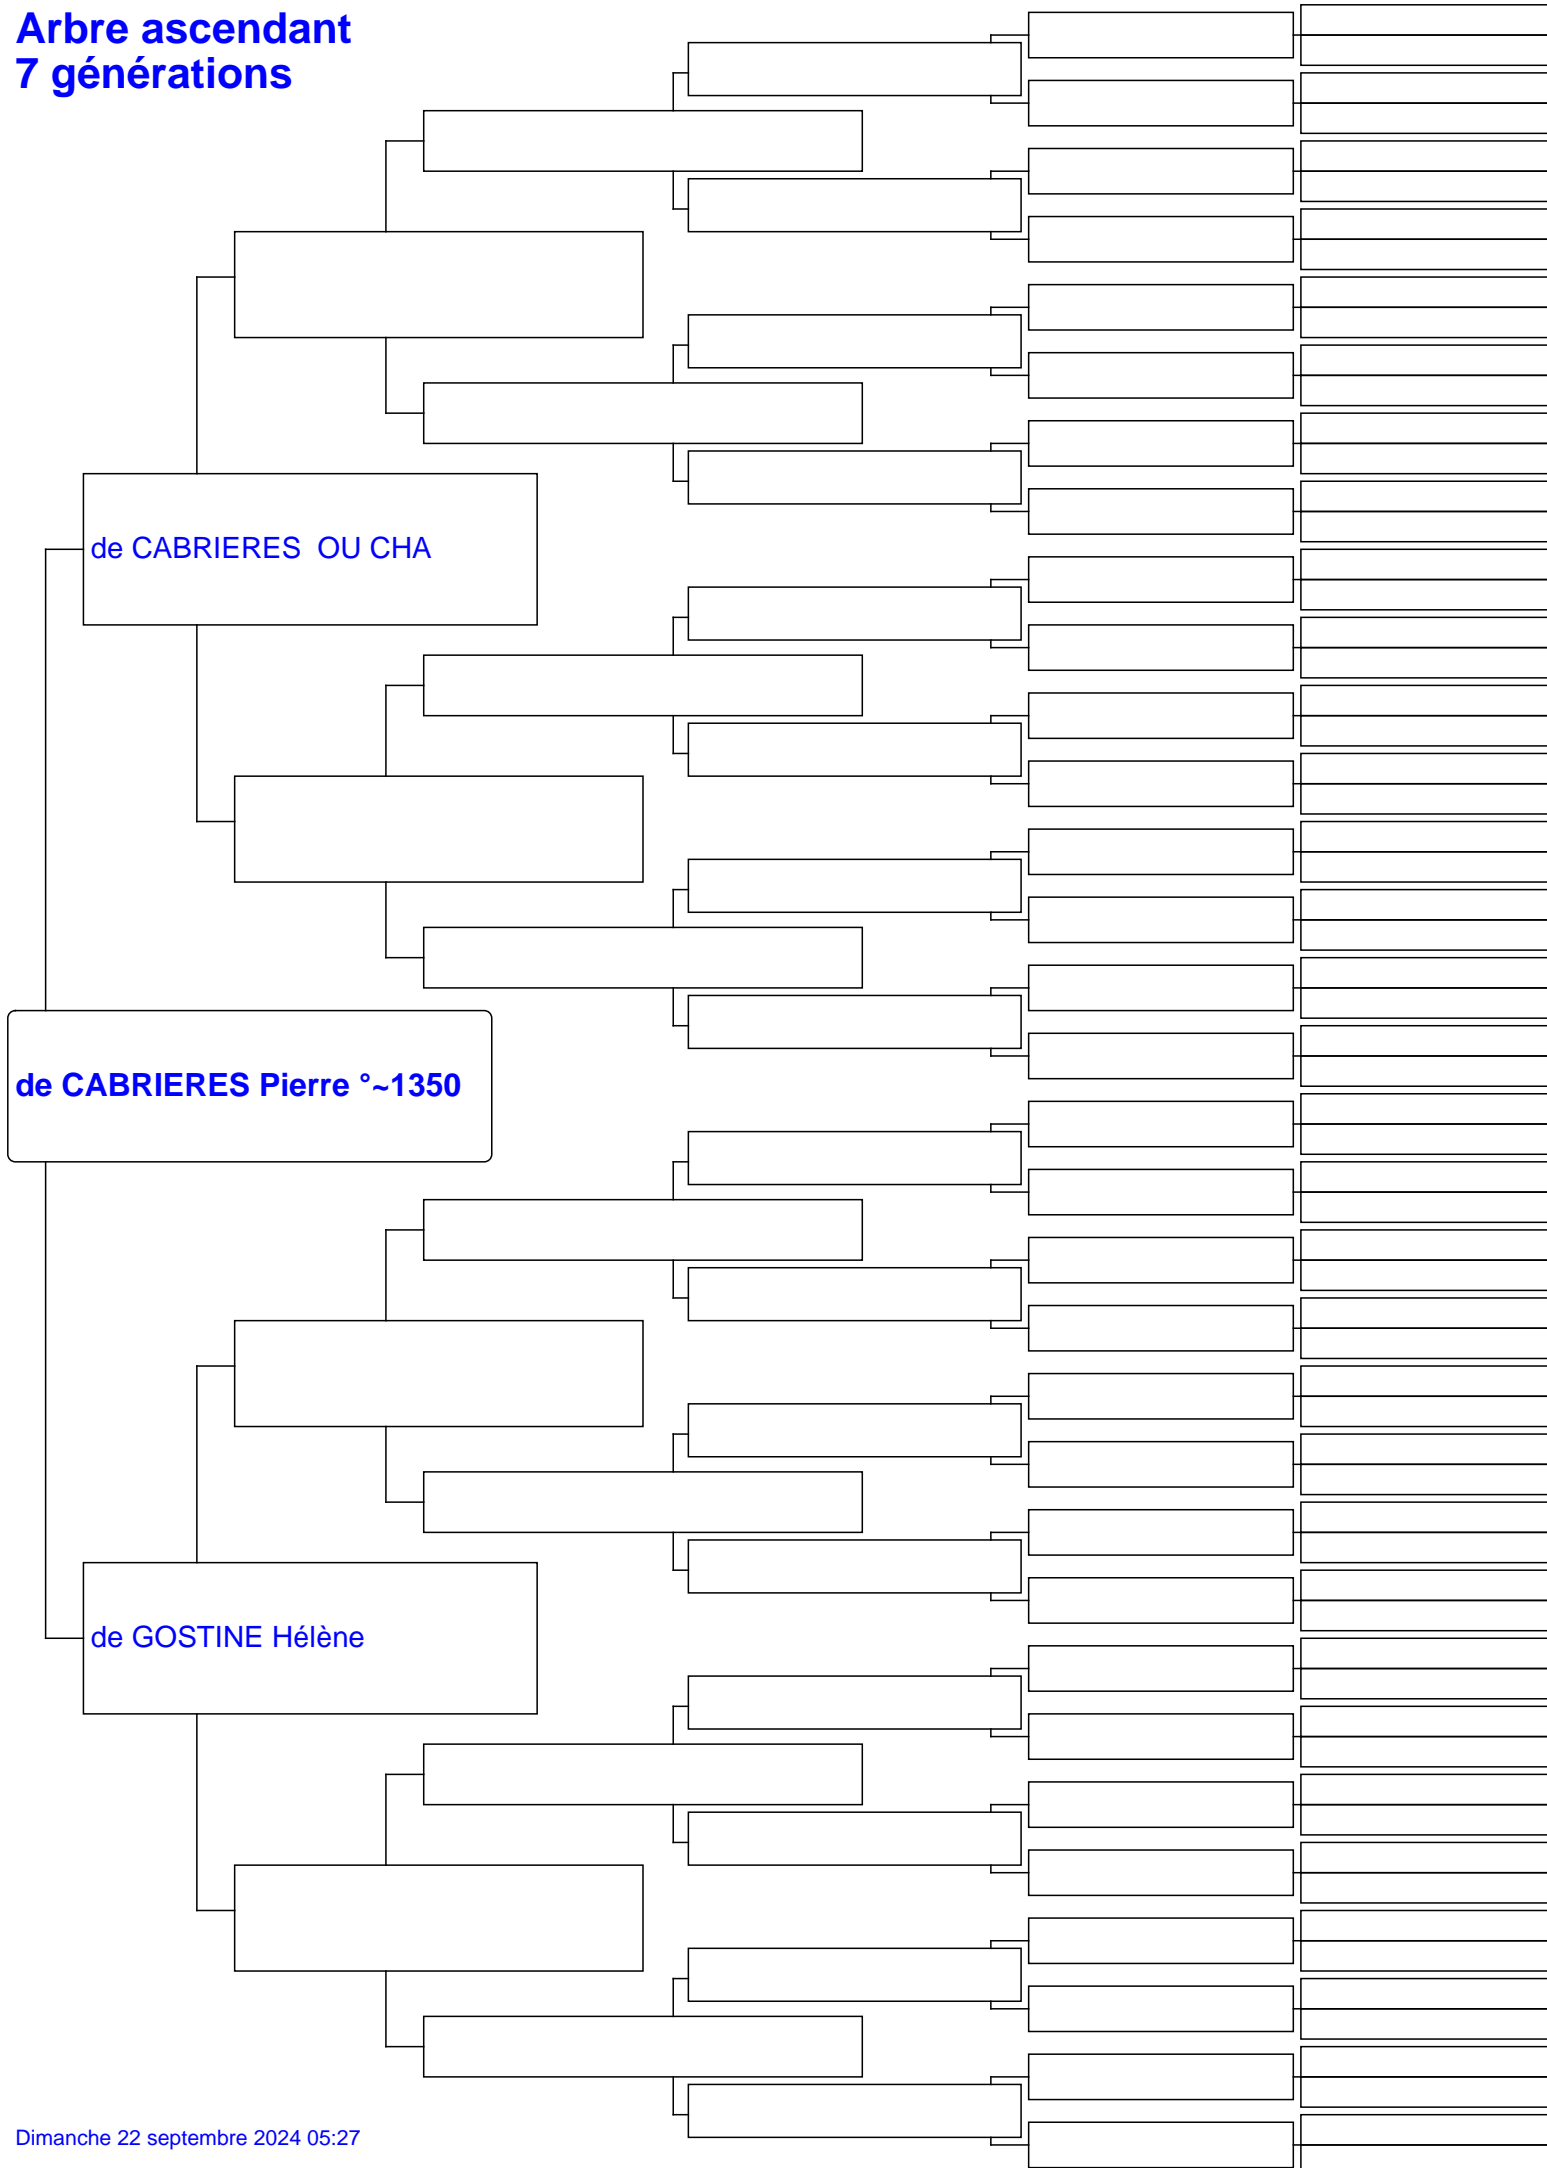 Arbre ascendant
7 générations
de CABRIERES  OU CHA
de CABRIERES Pierre °~1350
de GOSTINE Hélène
Dimanche 22 septembre 2024 05:27